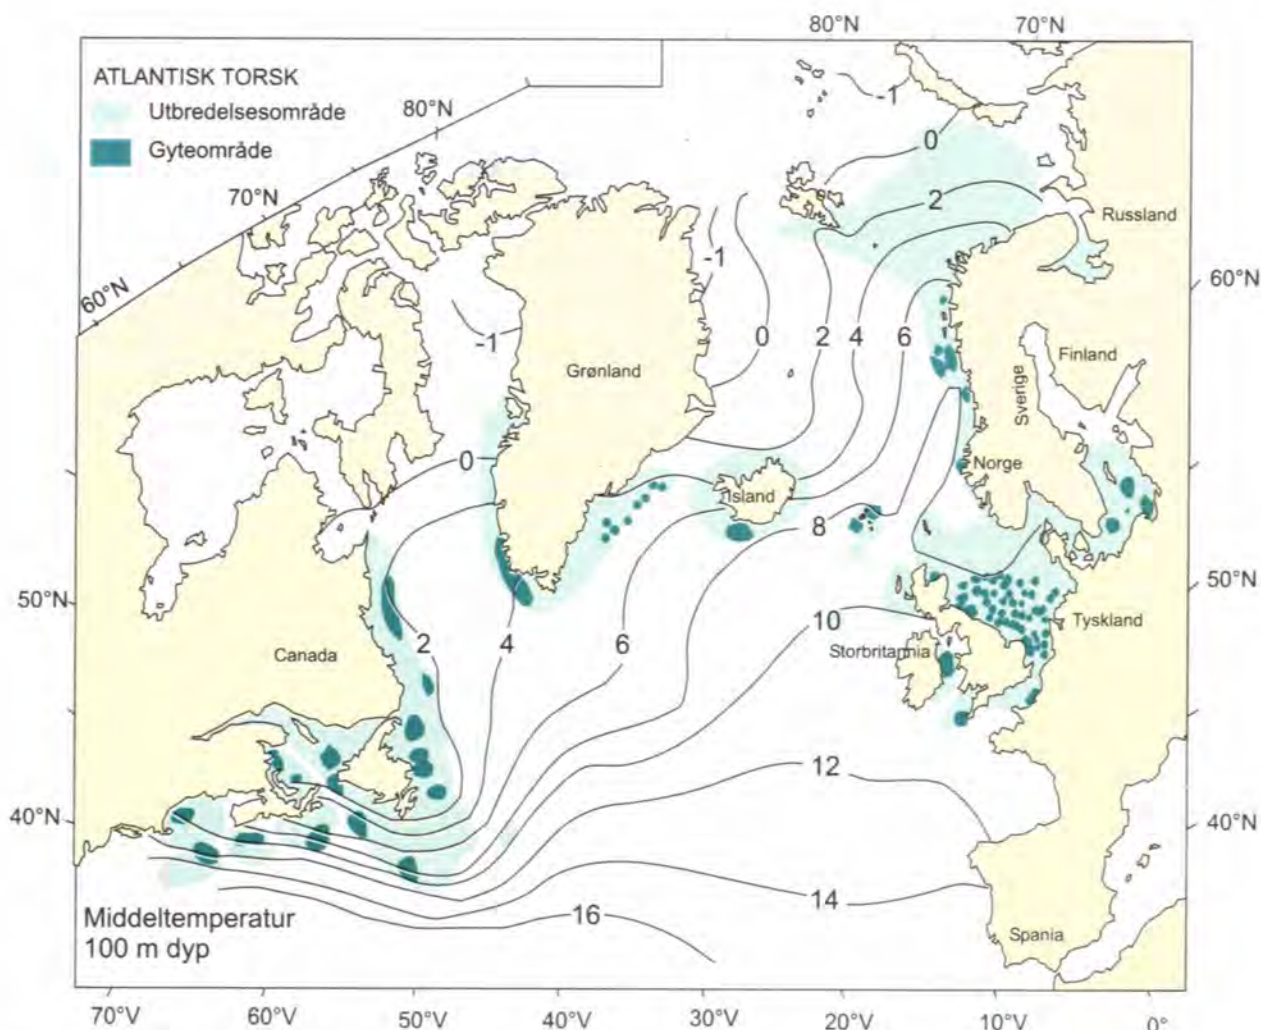 80°N 70°N
ATLANTISK TORSK
Utbredelsesområde
Gyteområde
80°N
70°N
60°N
-1
0
2
Russland
60°N
-1
-1
0
2
4
6
Grønland
Finland
Sverige
Norge
0
Island
8
50°N
50°N
2
4
6
10
Tyskland
Canada
Storbritannia
12
40°N
40°N
14
16
Middeltemperatur
100 m dyp
Spania
70°V 60°V 50°V 40°V 30°V 20°V 10°V 0°